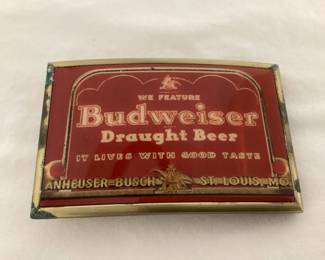 WE FEATURE
Budweiser
Draught Beer
IT LIVES WITH GOOD TASTE
ANHEUSER-BUSCH ST. LOUIS, MO.